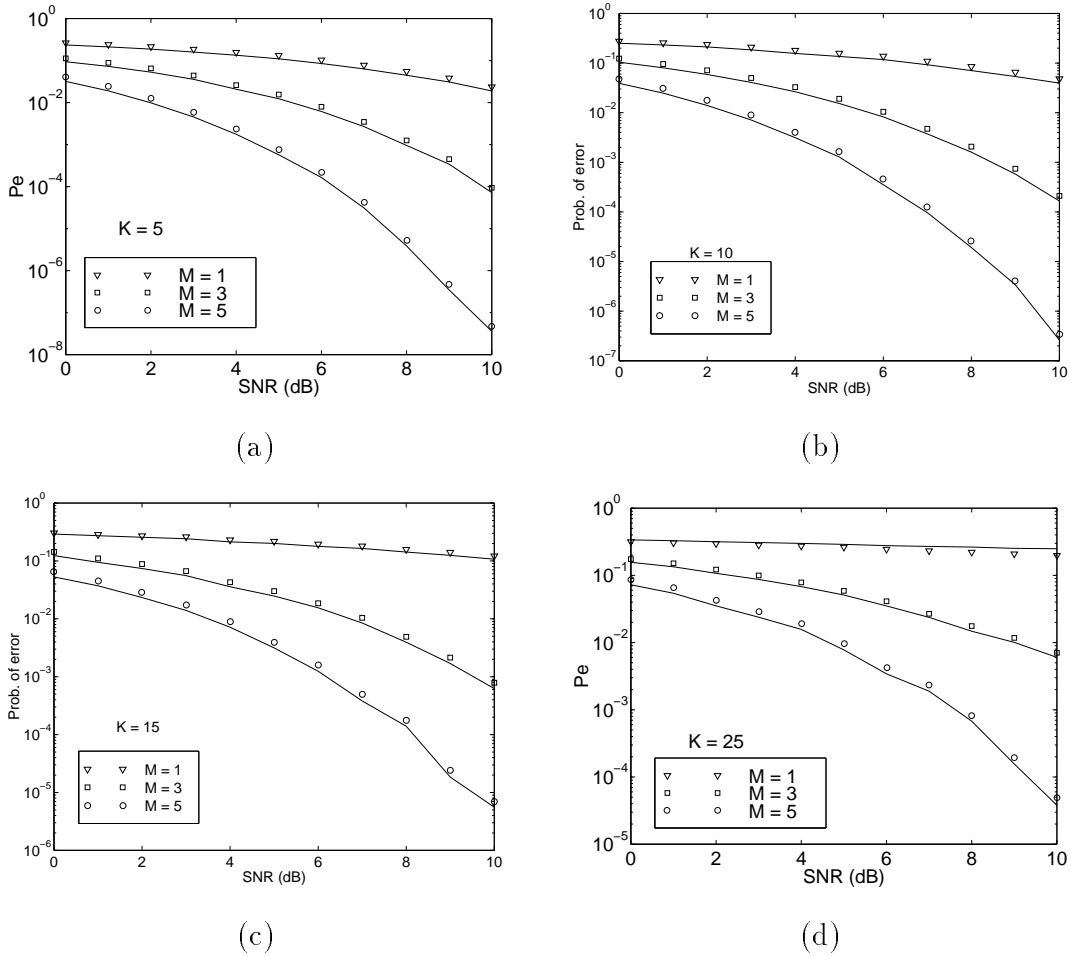 10^0
10^−2
10^−4
10^−6
10^−8
Pe
K = 5
M = 1
M = 3
M = 5
0 2 4 6 8 10
SNR (dB)
(a)
10^0
10^−1
10^−2
10^−3
10^−4
10^−5
10^−6
10^−7
Prob. of error
K = 10
M = 1
M = 3
M = 5
0 2 4 6 8 10
SNR (dB)
(b)
10^0
10^−1
10^−2
10^−3
10^−4
10^−5
10^−6
Prob. of error
K = 15
M = 1
M = 3
M = 5
0 2 4 6 8 10
SNR (dB)
(c)
10^0
10^−1
10^−2
10^−3
10^−4
10^−5
Pe
K = 25
M = 1
M = 3
M = 5
0 2 4 6 8 10
SNR (dB)
(d)